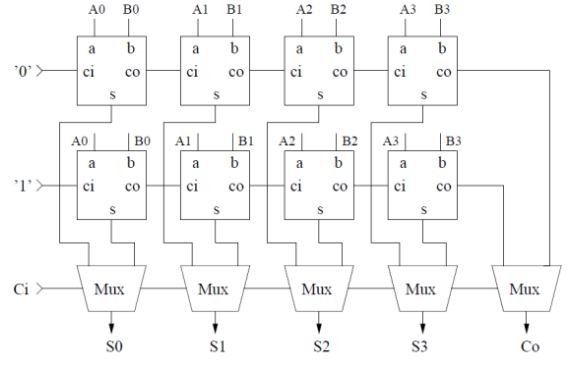 A0 B0 A1 B1 A2 B2 A3 B3
a b a b a b a b
'0' ci co ci co ci co ci co
s s s s
A0 B0 A1 B1 A2 B2 A3 B3
a b a b a b a b
'1' ci co ci co ci co ci co
s s s s
Ci Mux Mux Mux Mux Mux
S0 S1 S2 S3 Co